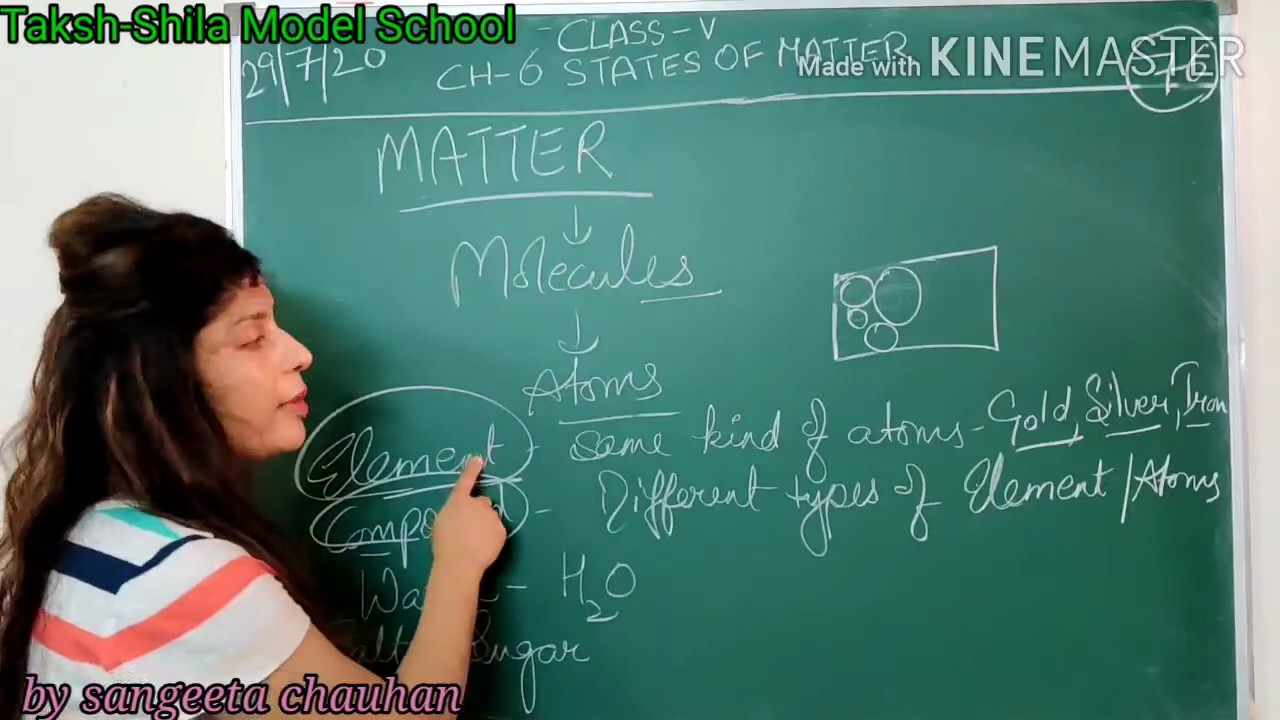 Taksh-Shila Model School
29/7/20
CLASS-V
CH-6 STATES OF MATTER
Made with KINEMASTER
MATTER
Molecules
Atoms
Element - same kind of atoms - Gold, Silver, Iron
- Different types of Element/Atoms
- H2O
Sugar
by sangeeta chauhan